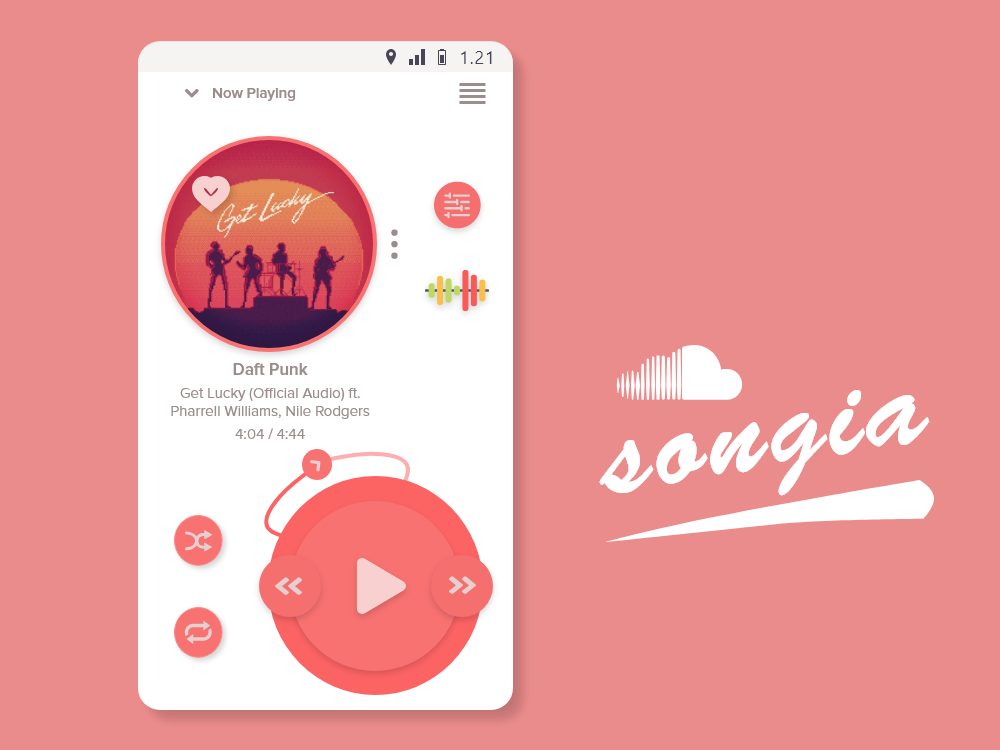 1.21
Now Playing
Get Lucky
Daft Punk
Get Lucky (Official Audio) ft.
Pharrell Williams, Nile Rodgers
4:04 / 4:44
songia